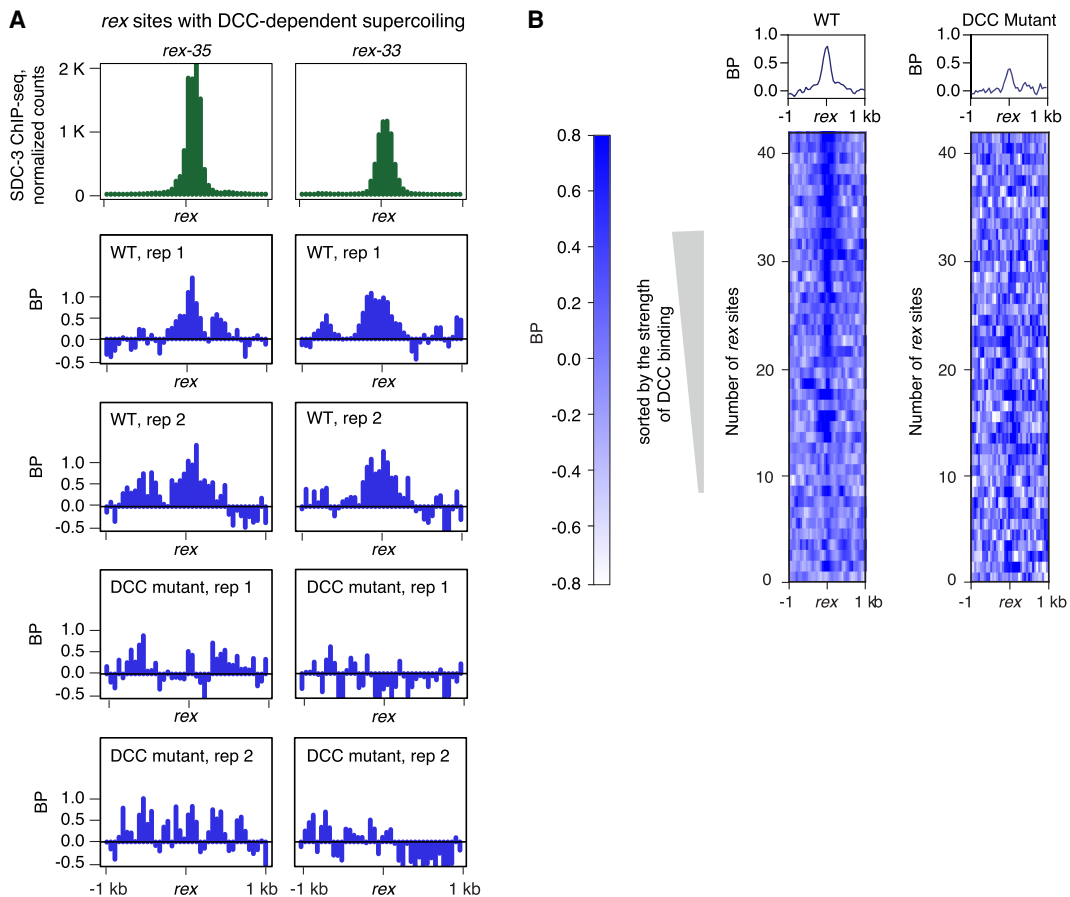 A
rex sites with DCC-dependent supercoiling
rex-35
rex-33
SDC-3 ChIP-seq,
normalized counts
2 K
1 K
0
rex
rex
WT, rep 1
WT, rep 1
BP
1.0
0.5
0.0
-0.5
rex
rex
WT, rep 2
WT, rep 2
BP
1.0
0.5
0.0
-0.5
rex
rex
DCC mutant, rep 1
DCC mutant, rep 1
BP
1.0
0.5
0.0
-0.5
rex
rex
DCC mutant, rep 2
DCC mutant, rep 2
BP
1.0
0.5
0.0
-0.5
-1 kb rex 1 kb
-1 kb rex 1 kb
B
WT
DCC Mutant
BP
1.0
0.5
0.0
-1 rex 1 kb
BP
1.0
0.5
0.0
-1 rex 1 kb
BP
0.8
0.6
0.4
0.2
0.0
-0.2
-0.4
-0.6
-0.8
sorted by the strength
of DCC binding
Number of rex sites
40
30
20
10
0
-1 rex 1 kb
Number of rex sites
40
30
20
10
0
-1 rex 1 kb